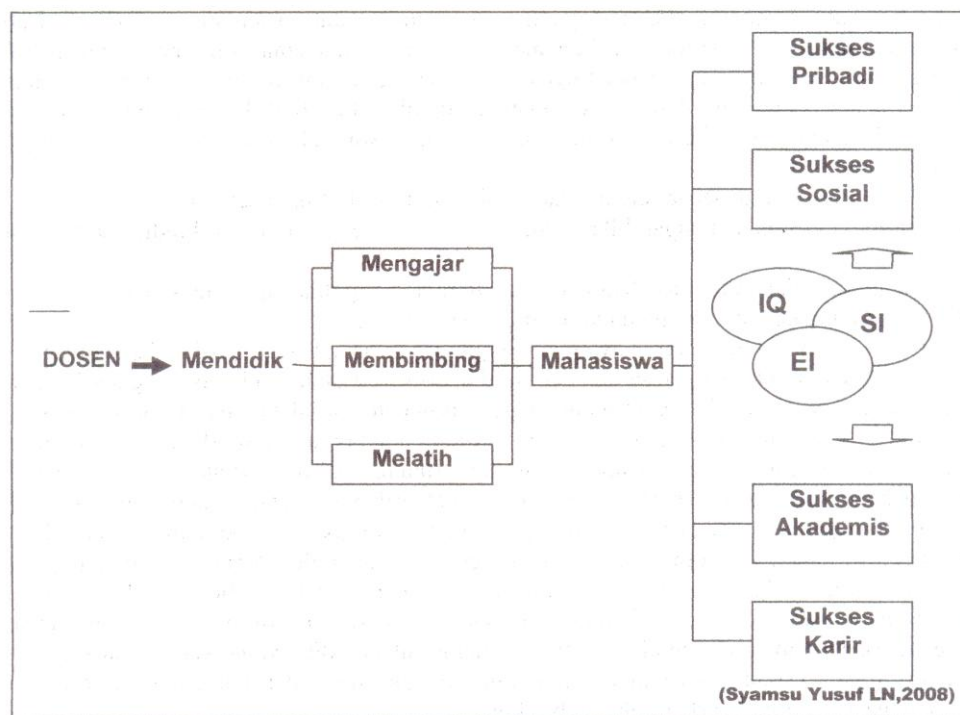 DOSEN
Mendidik
Mengajar
Membimbing
Melatih
Mahasiswa
Sukses
Pribadi
Sukses
Sosial
IQ
SI
EI
Sukses
Akademis
Sukses
Karir
(Syamsu Yusuf LN,2008)